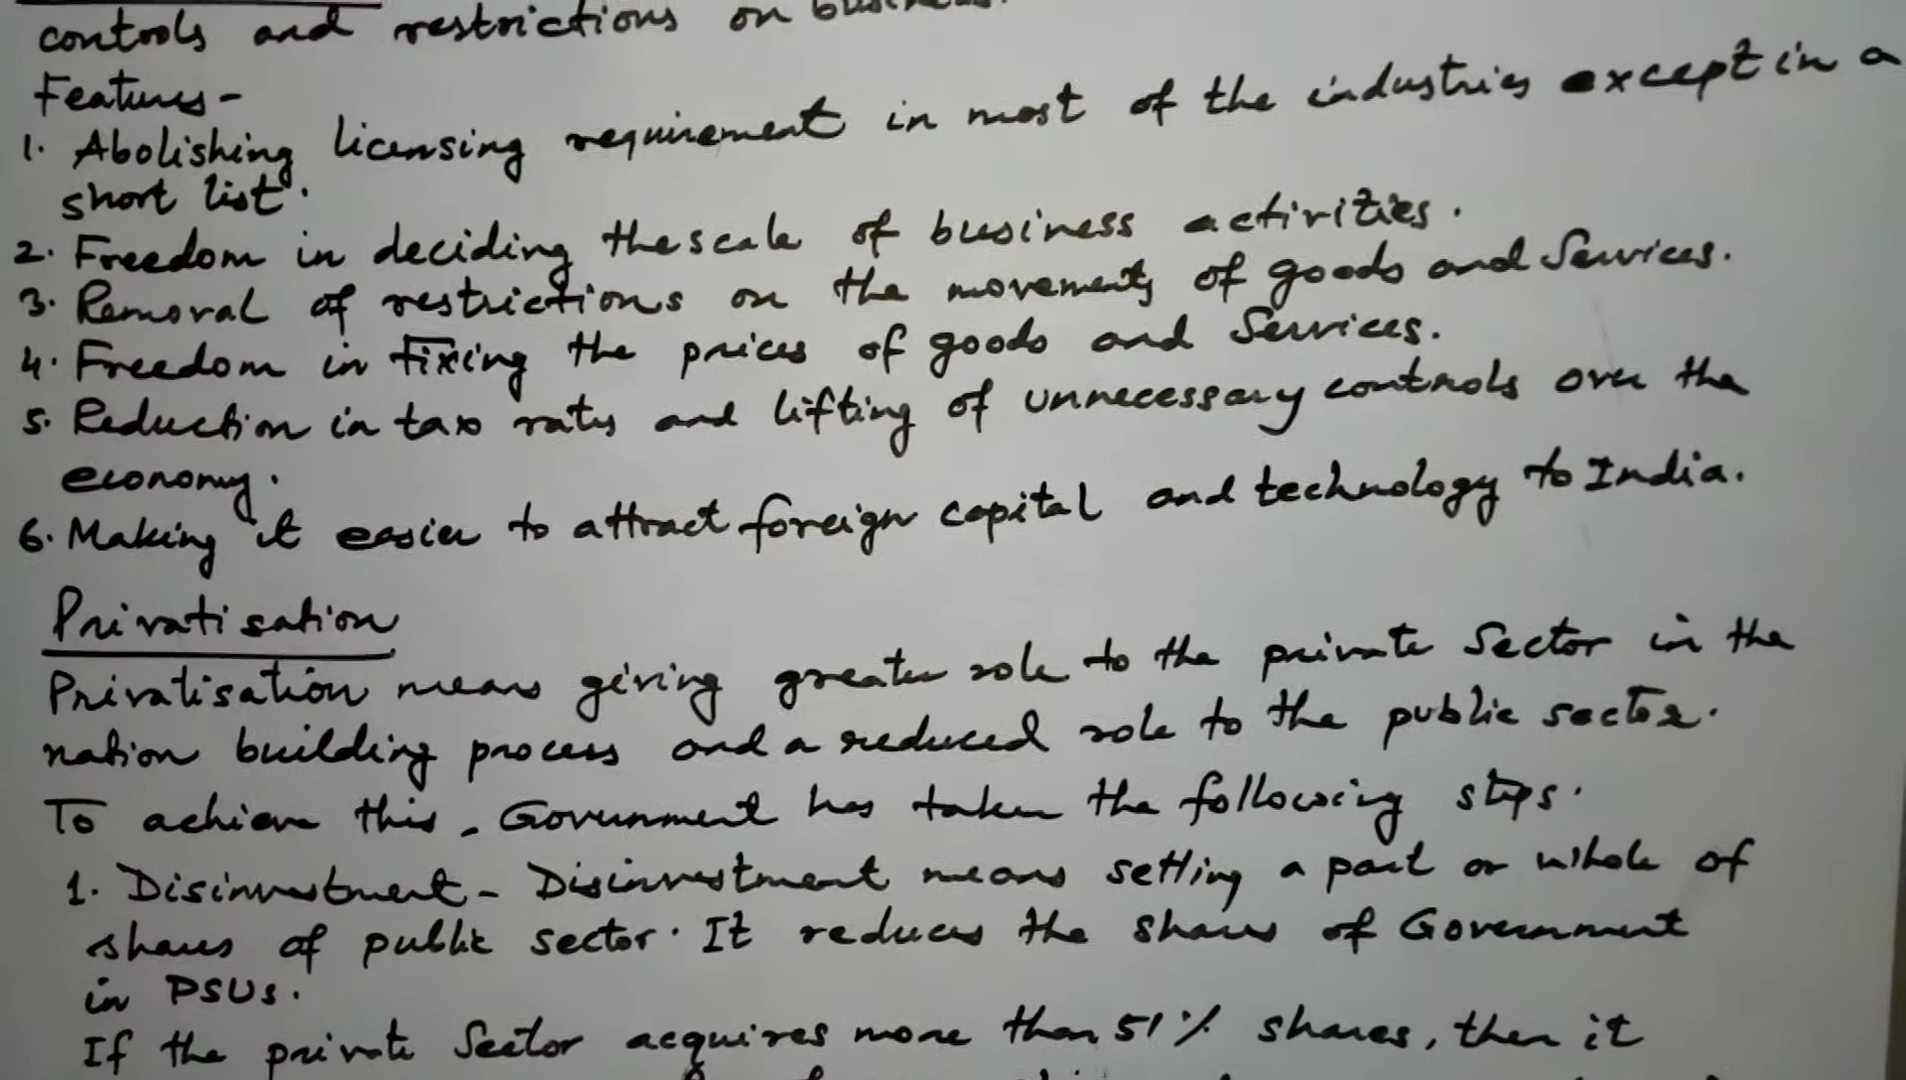 controls and restrictions on business.
Features-
1. Abolishing licensing requirement in most of the industries except in a
short list.
2. Freedom in deciding the scale of business activities.
3. Removal of restrictions on the movements of goods and Services.
4. Freedom in fixing the prices of goods and Services.
5. Reduction in tax rates and lifting of unnecessary controls over the
economy.
6. Making it easier to attract foreign capital and technology to India.
Privatisation
Privatisation means giving greater role to the private Sector in the
nation building process and a reduced role to the public sector.
To achieve this, Government has taken the following steps.
1. Disinvestment - Disinvestment means selling a part or whole of
shares of public sector. It reduces the shares of Government
in PSUs.
If the private Sector acquires more than 51% shares, then it